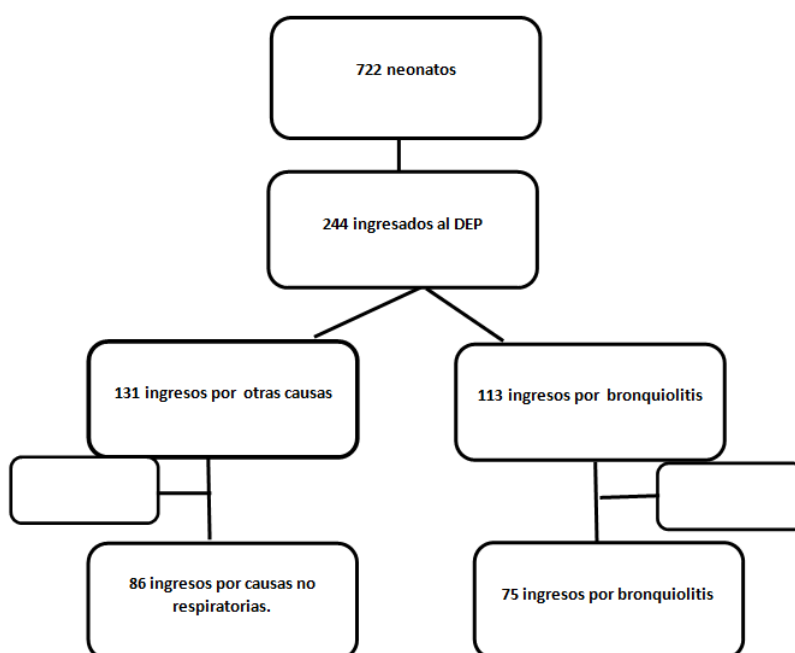 722 neonatos
244 ingresados al DEP
131 ingresos por otras causas
113 ingresos por bronquiolitis
86 ingresos por causas no
respiratorias.
75 ingresos por bronquiolitis